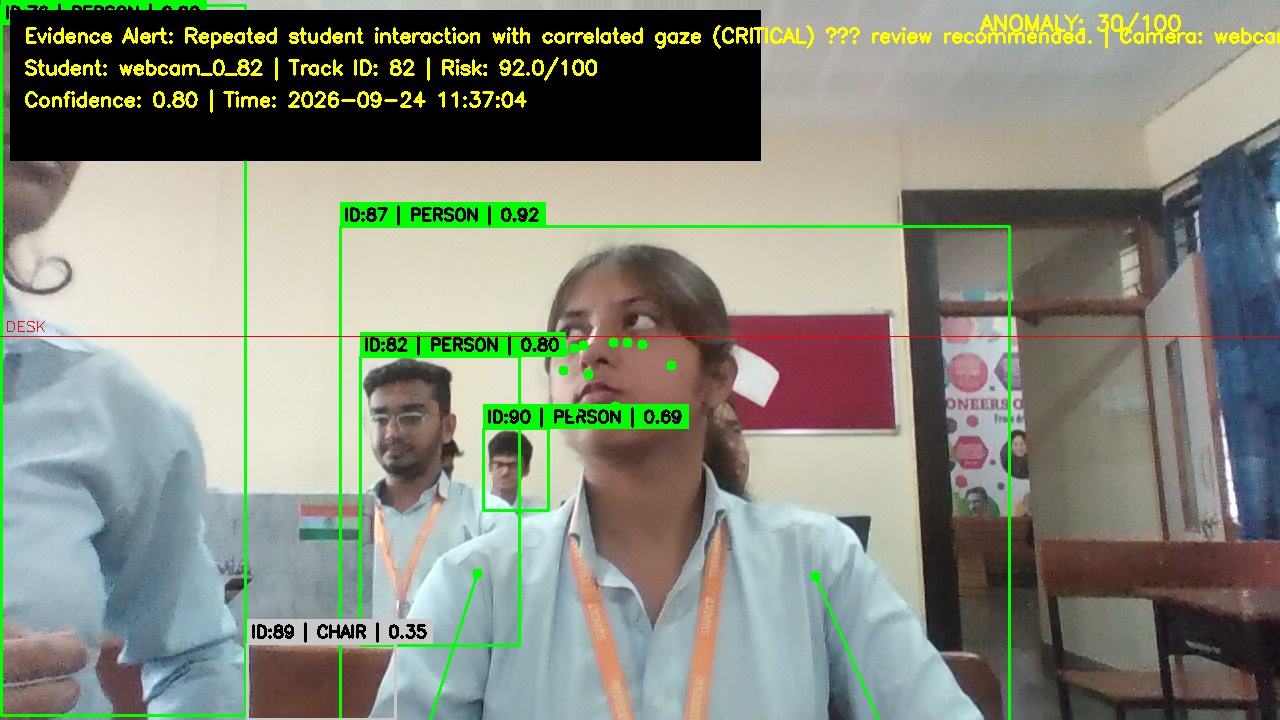 Evidence Alert: Repeated student interaction with correlated gaze (CRITICAL) ??? review recommended. | Camera: webcam
ANOMALY: 30/100
Student: webcam_0_82 | Track ID: 82 | Risk: 92.0/100
Confidence: 0.80 | Time: 2026-09-24 11:37:04
ID:87 | PERSON | 0.92
DESK
ID:82 | PERSON | 0.80
ID:90 | PERSON | 0.69
ONEERS
ID:89 | CHAIR | 0.35